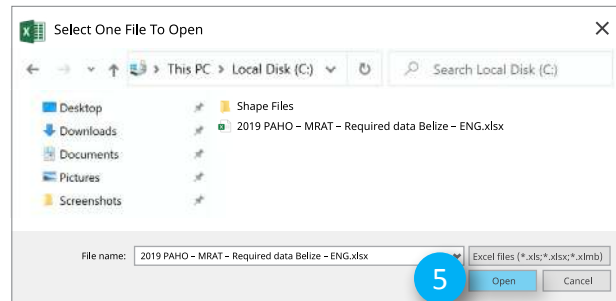 Select One File To Open
This PC > Local Disk (C:)
Search Local Disk (C:)
Desktop
Downloads
Documents
Pictures
Screenshots
Shape Files
2019 PAHO – MRAT – Required data Belize – ENG.xlsx
File name: 2019 PAHO – MRAT – Required data Belize – ENG.xlsx Excel files (*.xls;*.xlsx;*.xlmb)
5 Open Cancel